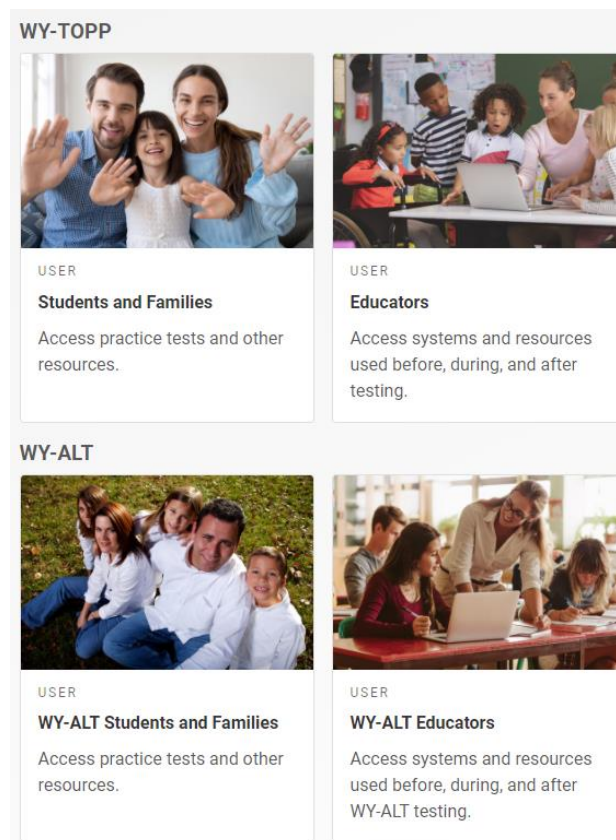 WY-TOPP
USER
Students and Families
Access practice tests and other
resources.
USER
Educators
Access systems and resources
used before, during, and after
testing.
WY-ALT
USER
WY-ALT Students and Families
Access practice tests and other
resources.
USER
WY-ALT Educators
Access systems and resources
used before, during, and after
WY-ALT testing.